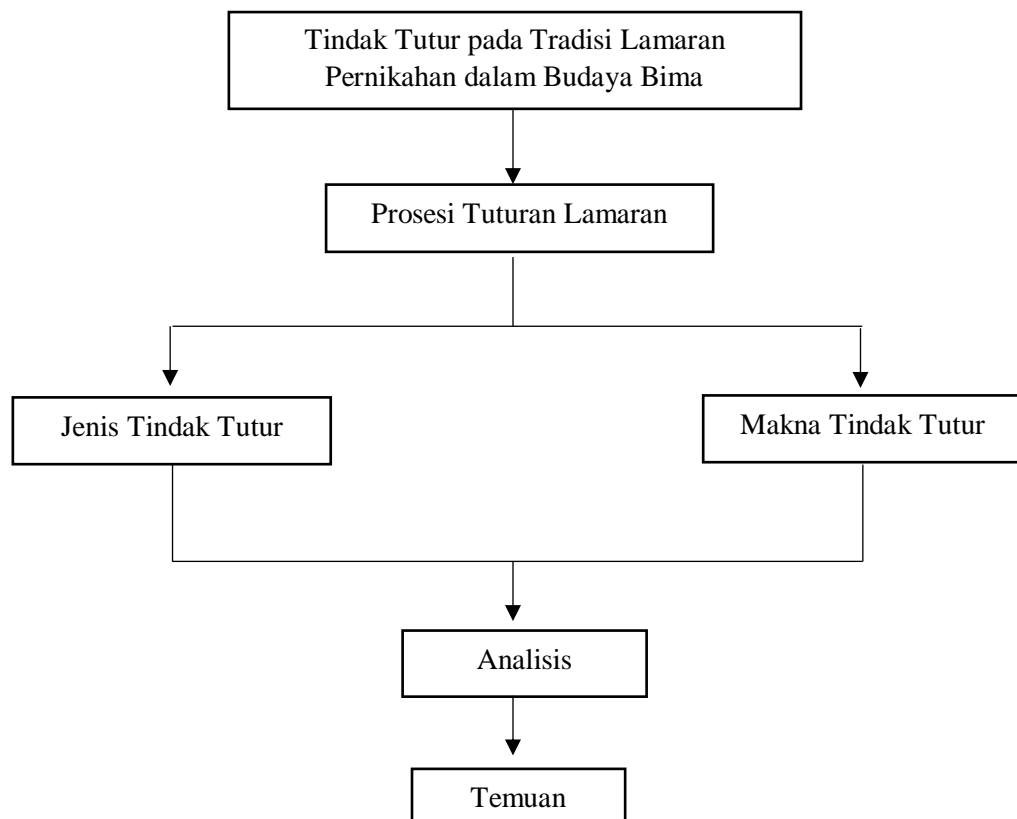 Tindak Tutur pada Tradisi Lamaran
Pernikahan dalam Budaya Bima
Prosesi Tuturan Lamaran
Jenis Tindak Tutur
Makna Tindak Tutur
Analisis
Temuan